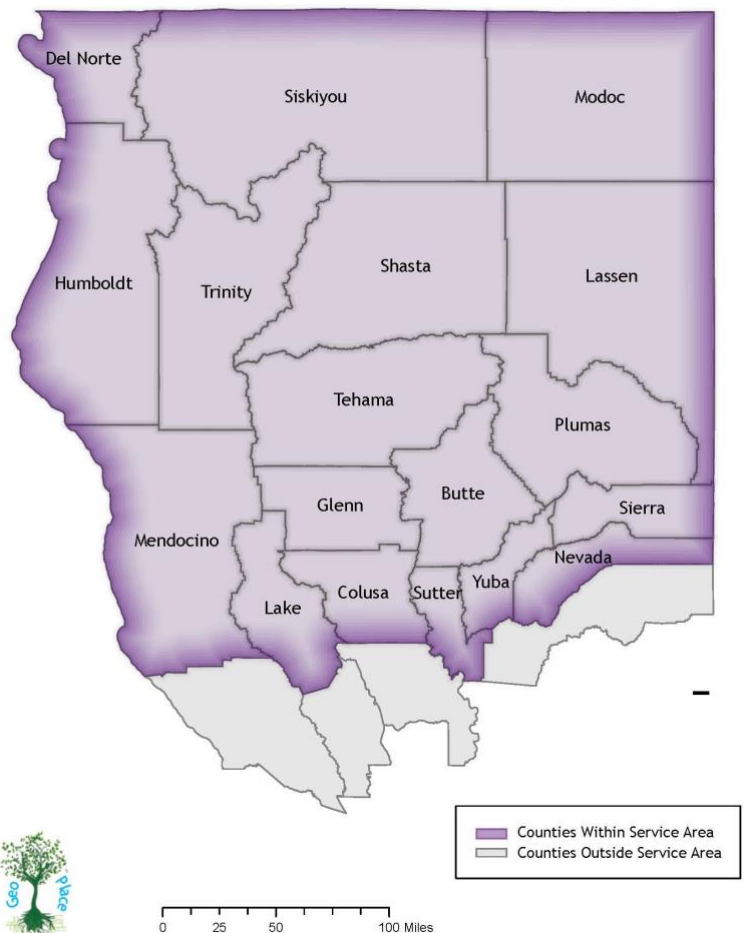 Del Norte
Siskiyou
Modoc
Humboldt
Trinity
Shasta
Lassen
Tehama
Plumas
Glenn
Butte
Sierra
Mendocino
Nevada
Lake
Colusa
Sutter
Yuba
Counties Within Service Area
Counties Outside Service Area
Geo place
0 25 50 100 Miles